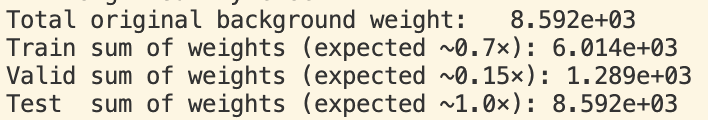 Total original background weight:   8.592e+03
Train sum of weights (expected ~0.7×): 6.014e+03
Valid sum of weights (expected ~0.15×): 1.289e+03
Test  sum of weights (expected ~1.0×): 8.592e+03